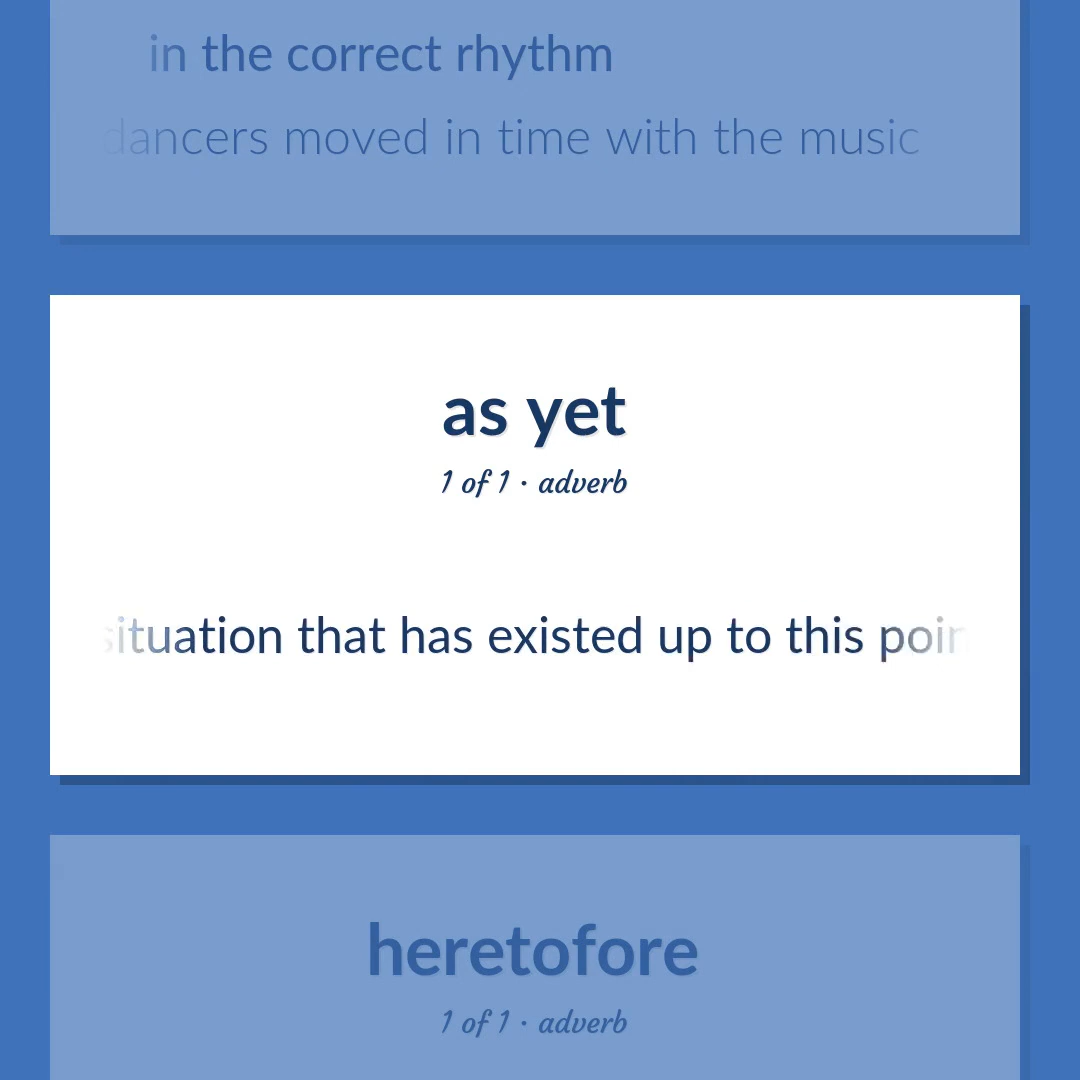 in the correct rhythm
dancers moved in time with the music
as yet
1 of 1 · adverb
situation that has existed up to this
heretofore
1 of 1 · adverb